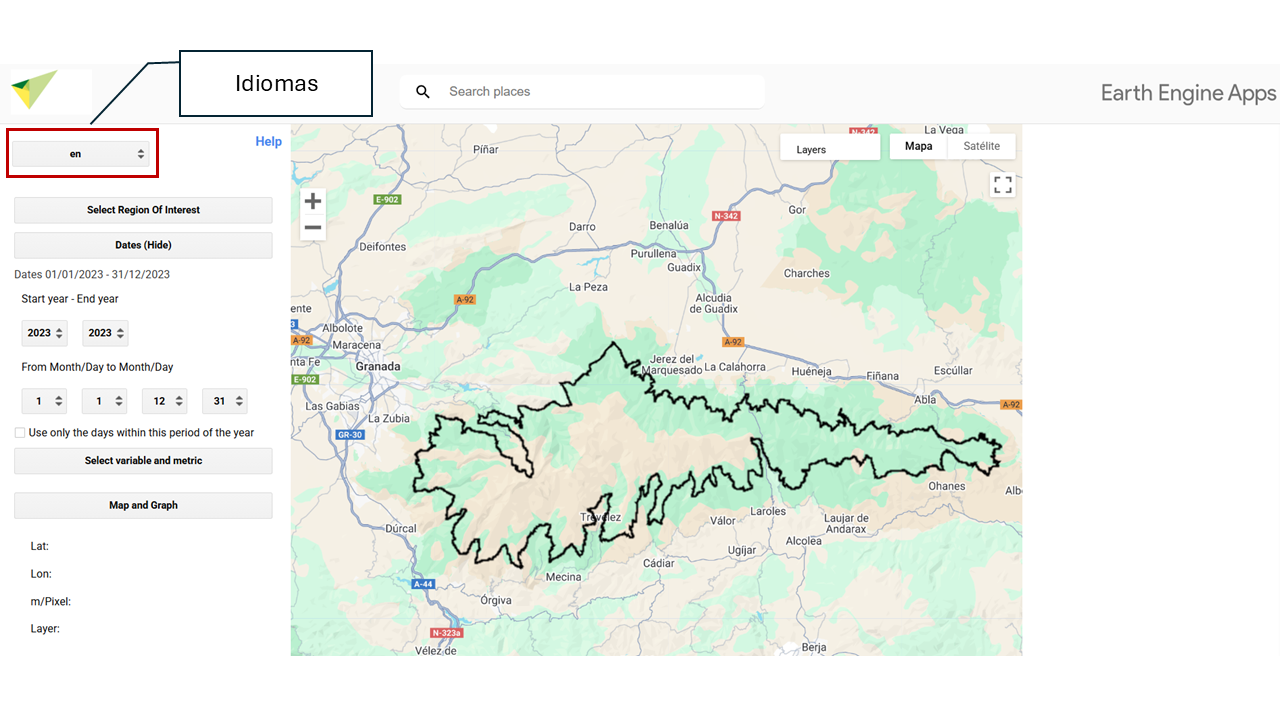 Idiomas
Search places
Earth Engine Apps
en
Help
Select Region Of Interest
Dates (Hide)
Dates 01/01/2023 - 31/12/2023
Start year - End year
2023 2023
From Month/Day to Month/Day
1 1 12 31
Use only the days within this period of the year
Select variable and metric
Map and Graph
Lat:
Lon:
m/Pixel:
Layer:
Layers
Mapa Satélite
N-342
La Vega
Píñar
E-902
N-342
Gor
Darro
Benalúa
Deifontes
Purullena
Guadix
Charches
La Peza
A-92
Alcudia
de Guadix
ente
3
Albolote
A-92
Maracena
A-92
nta Fe
Granada
E-902
Jerez del
Marquesado
La Calahorra
Huéneja
Fiñana
Escúllar
Abla
A-92
Las Gabias
La Zubia
GR-30
Ohanes
Alb
Trevélez
Válor
Laroles
Laujar de
Andarax
Dúrcal
Alcolea
Ugíjar
Cádiar
Mecina
A-44
Órgiva
N-323a
Vélez de
Berja